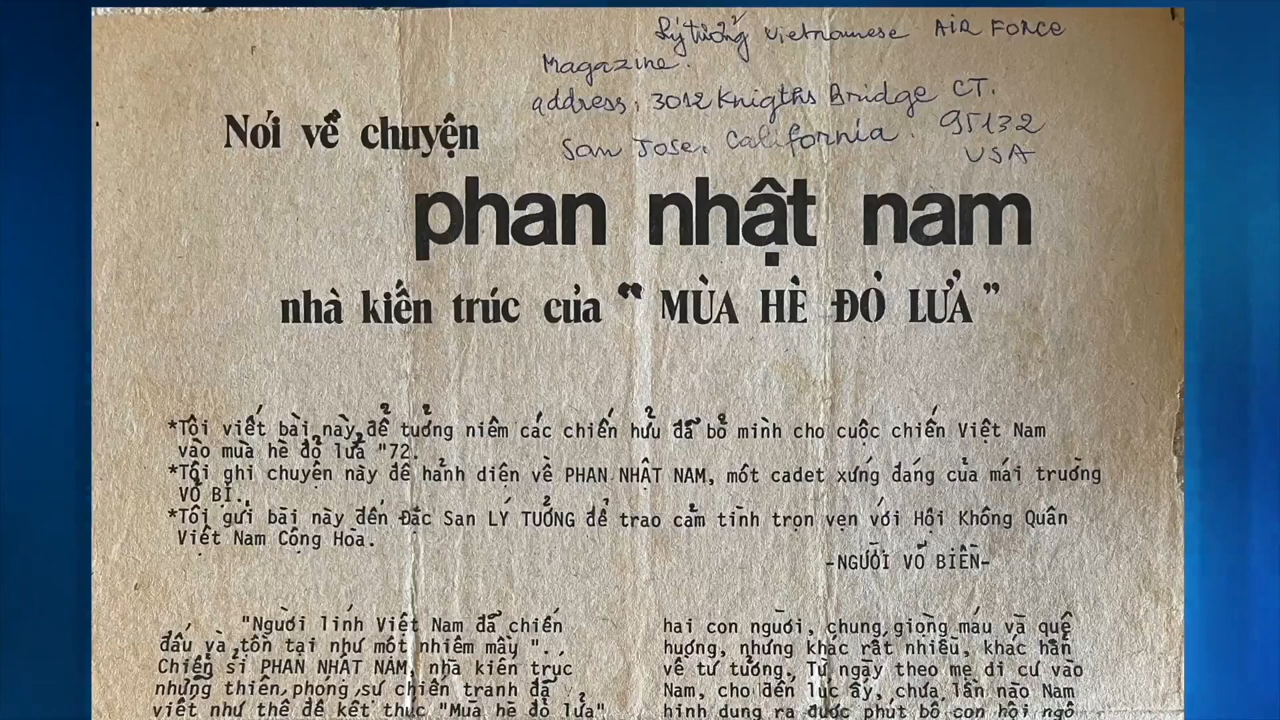 Lý tưởng Vietnamese AIR FORCE
Magazine.
address: 3012 Knigths Bridge CT.
San Jose. California. 95132
USA
Nói về chuyện
phan nhật nam
nhà kiến trúc của “ MÙA HÈ ĐỎ LỬA ”
*Tôi viết bài này để tưởng niệm các chiến hữu đã bỏ mình cho cuộc chiến Việt Nam
vào mùa hè đỏ lửa "72.
*Tôi ghi chuyện này để hãnh diện về PHAN NHẬT NAM, một cadet xứng đáng của mái trường
VÕ BỊ.
*Tôi gửi bài này đến Đặc San LÝ TƯỞNG để trao cảm tình trọn vẹn với Hội Không Quân
Việt Nam Cộng Hòa.
-NGƯỜI VÕ BIỀN-
"Người lính Việt Nam đã chiến
đấu và tồn tại như một nhiệm mầy "..
Chiến sĩ PHAN NHẬT NAM, nhà kiến trúc
những thiên phóng sự chiến tranh đã
viết như thế để kết thúc "Mùa hè đỏ lửa"
hai con người, chung giòng máu và quê
hương, nhưng khác rất nhiều, khác hẳn
về tư tưởng. Từ ngày theo mẹ di cư vào
Nam, cho đến lúc ấy, chưa lần nào Nam
hình dung ra được phút bố con hội ngộ